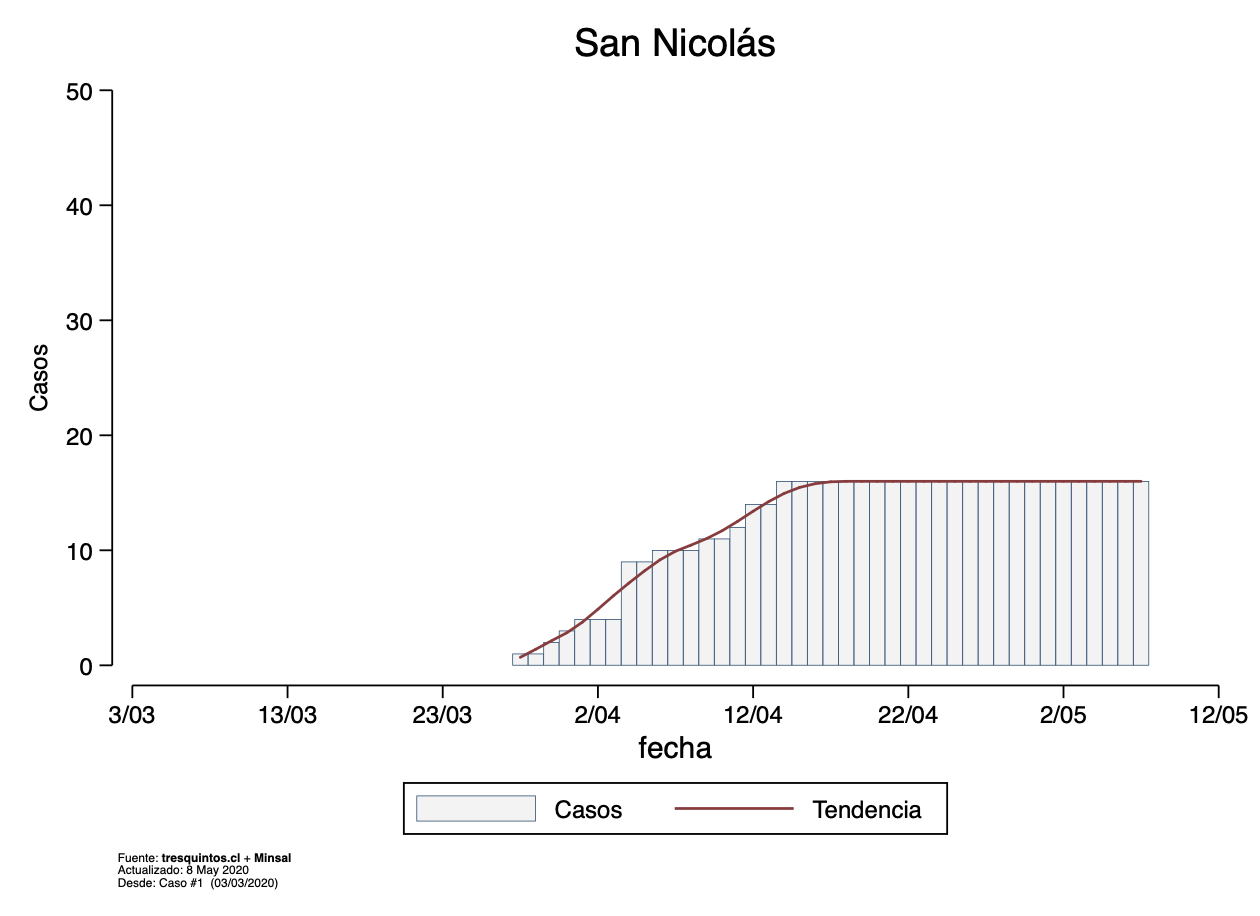 San Nicolás
50
40
30
20
10
0
Casos
3/03 13/03 23/03 2/04 12/04 22/04 2/05 12/05
fecha
Casos Tendencia
Fuente: tresquintos.cl + Minsal
Actualizado: 8 May 2020
Desde: Caso #1 (03/03/2020)